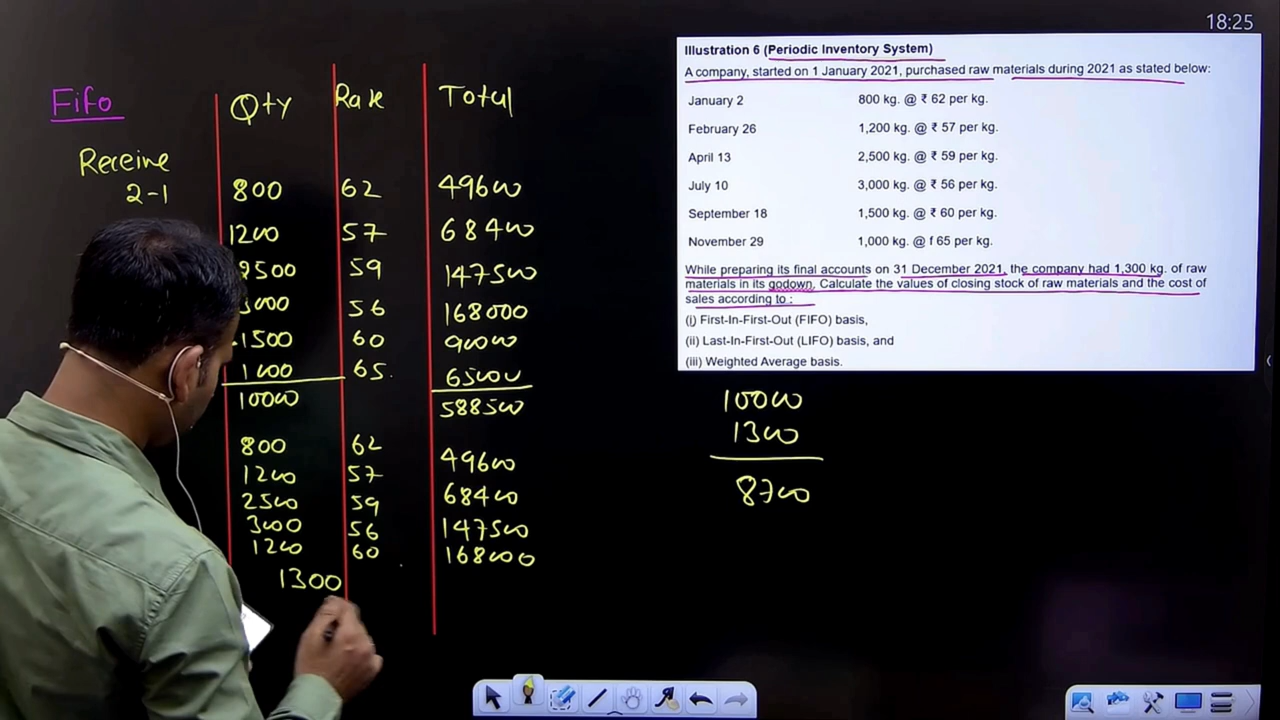 18:25
Fifo
Qty Rate Total
Receive
2-1 800 62 49600
1200 57 68400
2500 59 147500
3000 56 168000
1500 60 90000
1000 65. 65000
10000 588500
800 62 49600
1200 57 68400
2500 59 147500
3000 56 168000
1200 60
1300
Illustration 6 (Periodic Inventory System)
A company, started on 1 January 2021, purchased raw materials during 2021 as stated below:
January 2 800 kg. @ ₹ 62 per kg.
February 26 1,200 kg. @ ₹ 57 per kg.
April 13 2,500 kg. @ ₹ 59 per kg.
July 10 3,000 kg. @ ₹ 56 per kg.
September 18 1,500 kg. @ ₹ 60 per kg.
November 29 1,000 kg. @ f 65 per kg.
While preparing its final accounts on 31 December 2021, the company had 1,300 kg. of raw
materials in its godown. Calculate the values of closing stock of raw materials and the cost of
sales according to :
(i) First-In-First-Out (FIFO) basis,
(ii) Last-In-First-Out (LIFO) basis, and
(iii) Weighted Average basis.
10000
1300
8700